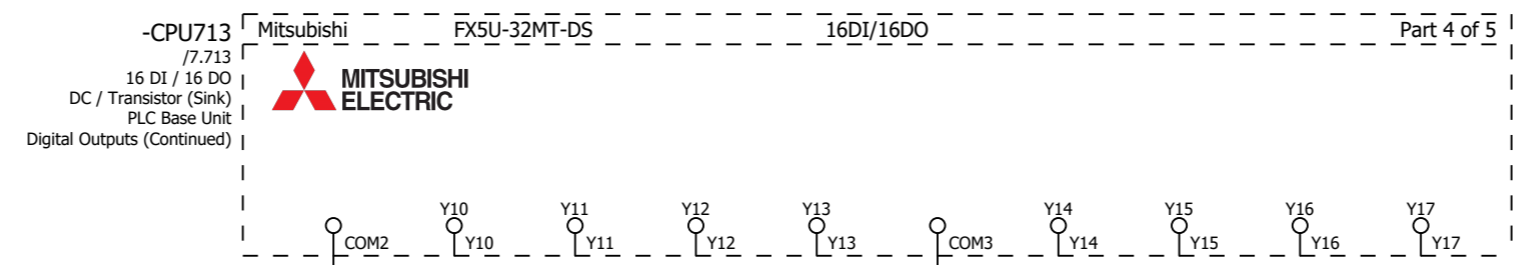 -CPU713
/7.713
16 DI / 16 DO
DC / Transistor (Sink)
PLC Base Unit
Digital Outputs (Continued)
Mitsubishi FX5U-32MT-DS 16DI/16DO Part 4 of 5
MITSUBISHI
ELECTRIC
Y10 Y11 Y12 Y13 Y14 Y15 Y16 Y17
COM2 Y10 Y11 Y12 Y13 COM3 Y14 Y15 Y16 Y17